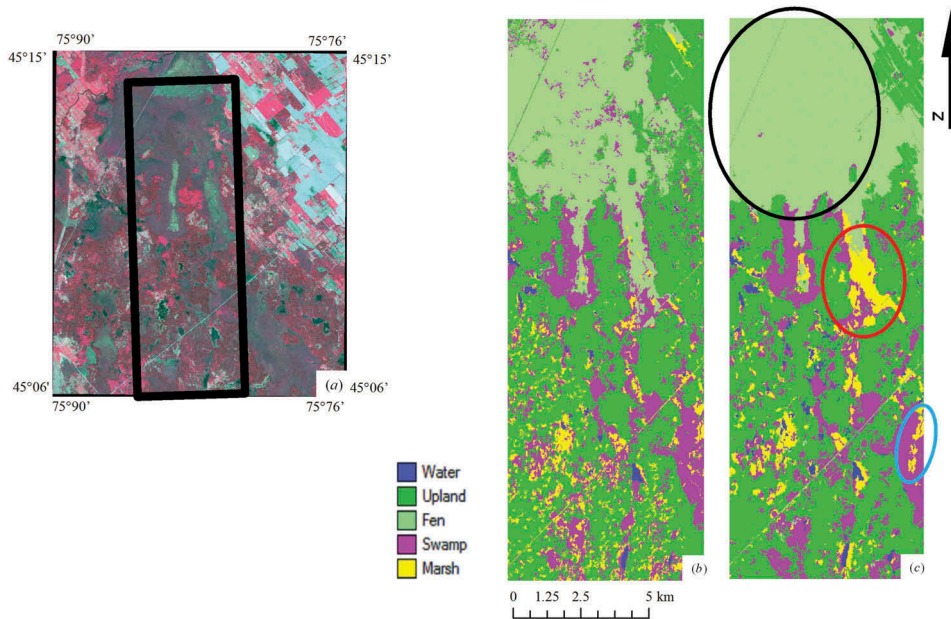 75°90’ 75°76’
45°15’ 45°15’
(a)
45°06’ 45°06’
75°90’ 75°76’
Water
Upland
Fen
Swamp
Marsh
(b)
(c)
0 1.25 2.5 5 km
N